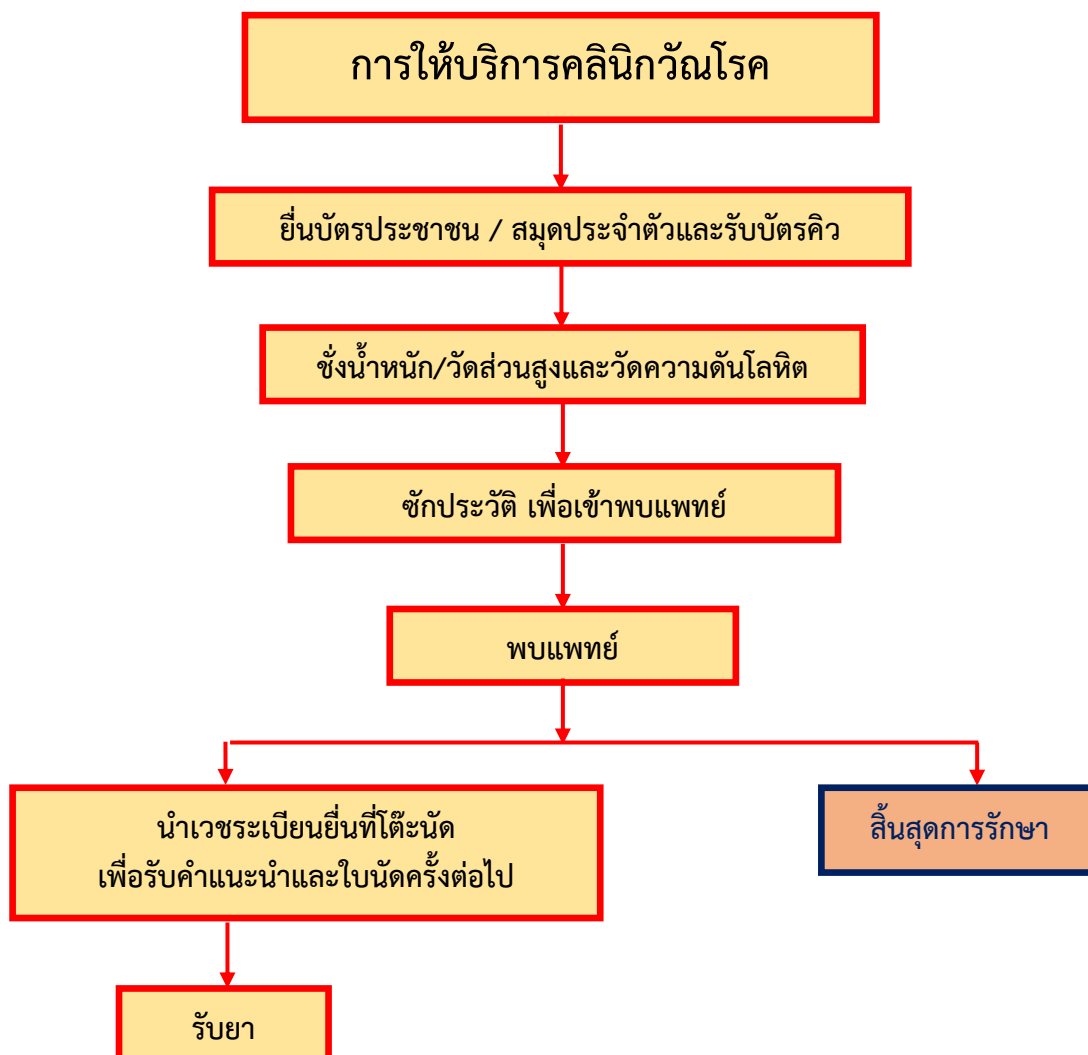 การให้บริการคลินิกวัณโรค
ยื่นบัตรประชาชน / สมุดประจำตัวและรับบัตรคิว
ชั่งน้ำหนัก/วัดส่วนสูงและวัดความดันโลหิต
ซักประวัติ เพื่อเข้าพบแพทย์
พบแพทย์
นำเวชระเบียนยื่นที่โต๊ะนัด
เพื่อรับคำแนะนำและใบนัดครั้งต่อไป
สิ้นสุดการรักษา
รับยา